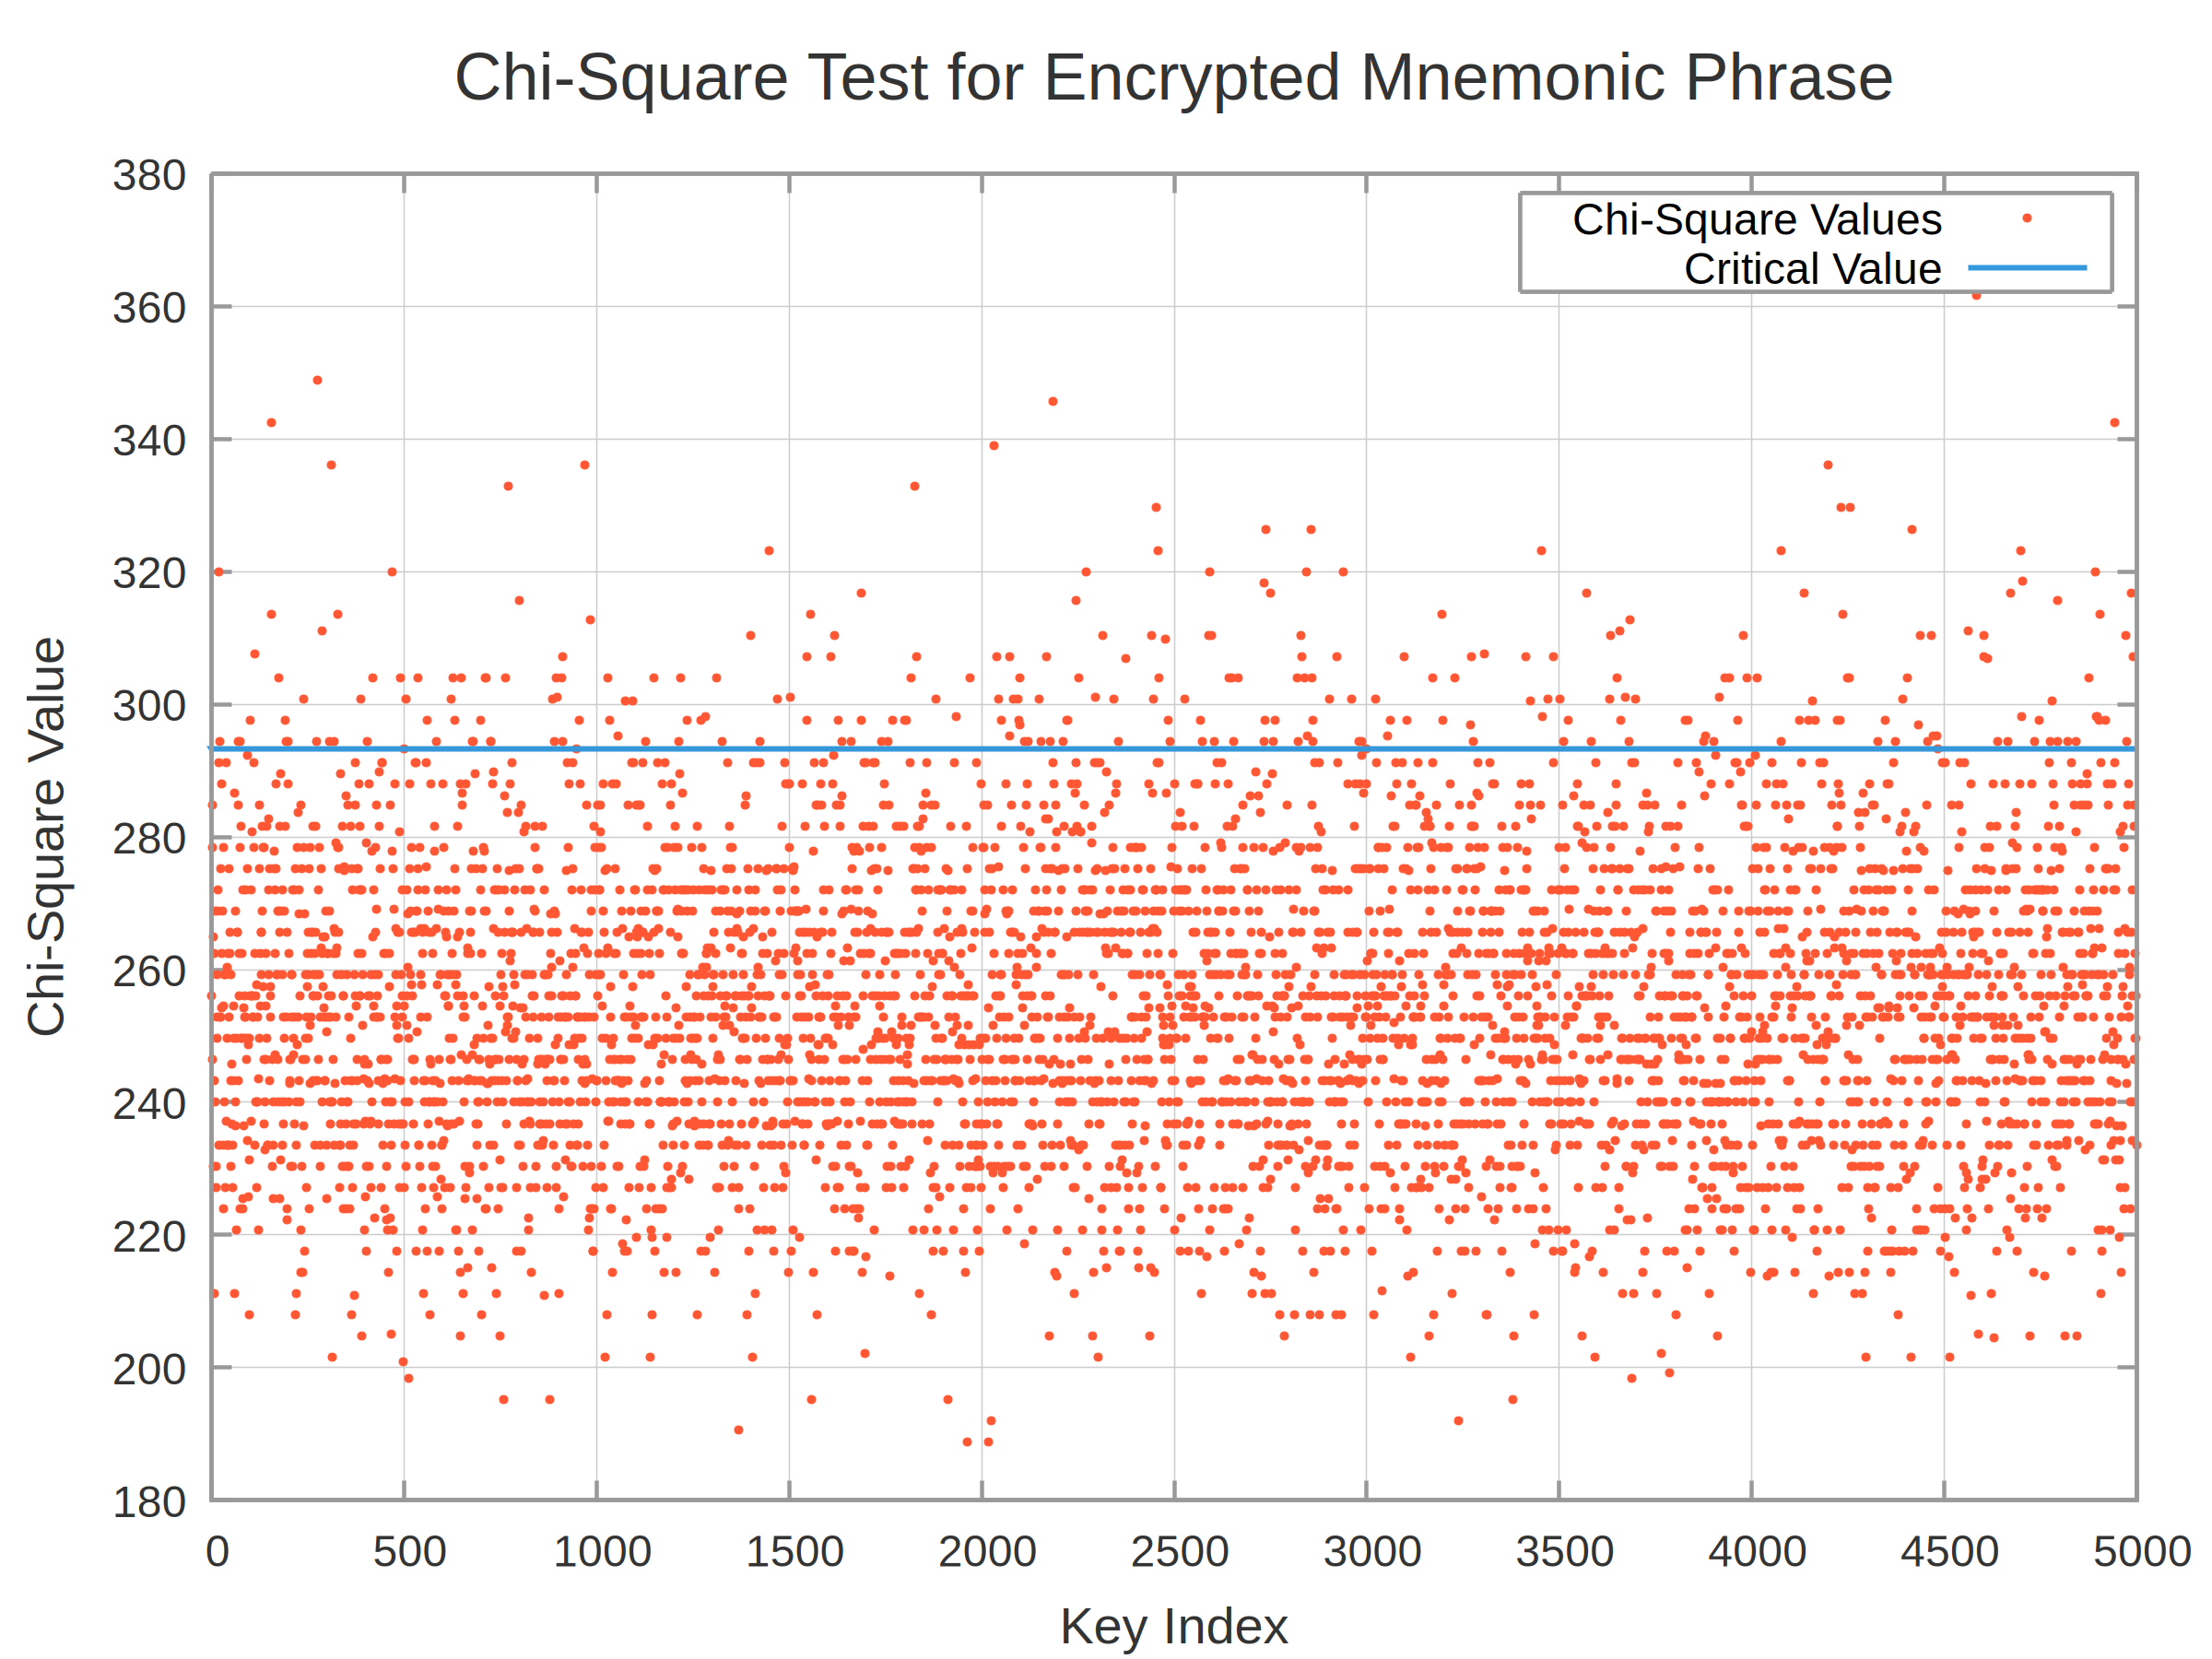 Chi-Square Test for Encrypted Mnemonic Phrase
Chi-Square Values
Critical Value
Chi-Square Value
380
360
340
320
300
280
260
240
220
200
180
0 500 1000 1500 2000 2500 3000 3500 4000 4500 5000
Key Index